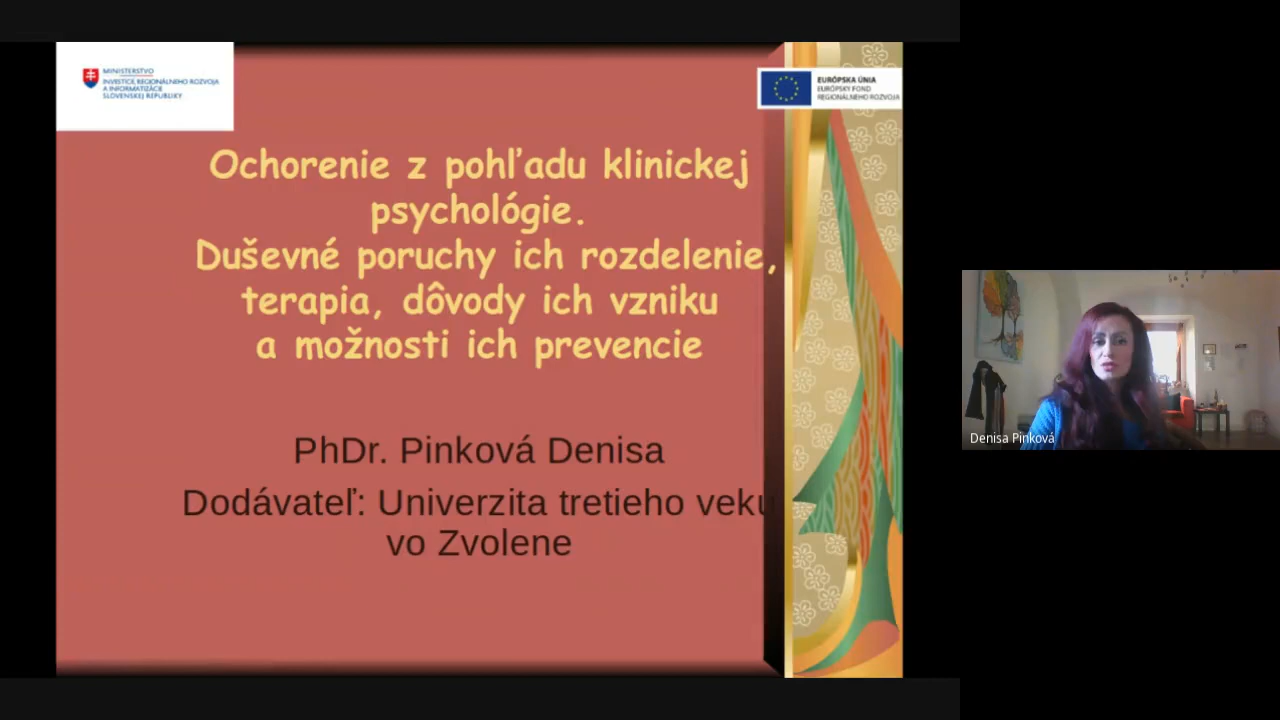 MINISTERSTVO
INVESTÍCIÍ, REGIONÁLNEHO ROZVOJA
A INFORMATIZÁCIE
SLOVENSKEJ REPUBLIKY
EURÓPSKA ÚNIA
EURÓPSKY FOND
REGIONÁLNEHO ROZVOJA
Ochorenie z pohľadu klinickej
psychológie.
Duševné poruchy ich rozdelenie,
terapia, dôvody ich vzniku
a možnosti ich prevencie
PhDr. Pinková Denisa
Dodávateľ: Univerzita tretieho veku
vo Zvolene
Denisa Pinková